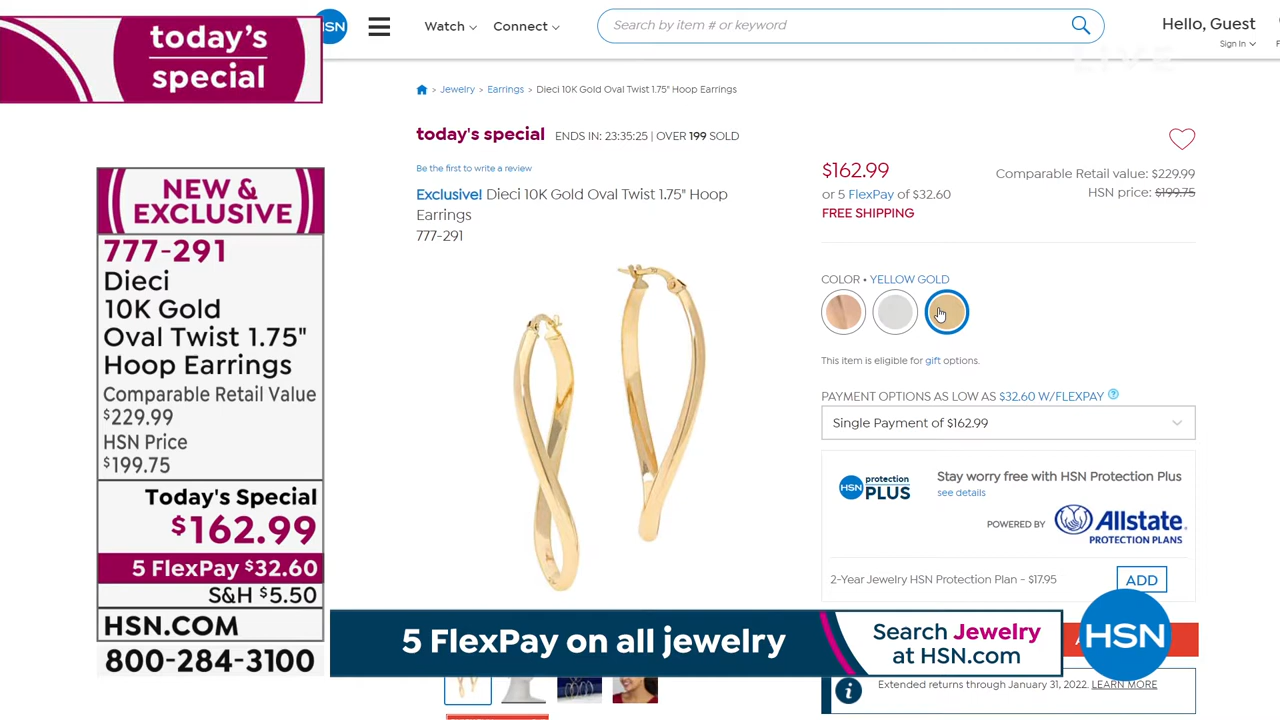 today's
special
HSN
Watch
Connect
Search by item # or keyword
Hello, Guest
Sign In
LIVE
> Jewelry > Earrings > Dieci 10K Gold Oval Twist 1.75" Hoop Earrings
today's special ENDS IN: 23:35:25 | OVER 199 SOLD
Be the first to write a review
Exclusive! Dieci 10K Gold Oval Twist 1.75" Hoop
Earrings
777-291
$162.99
or 5 FlexPay of $32.60
FREE SHIPPING
Comparable Retail value: $229.99
HSN price: $199.75
COLOR • YELLOW GOLD
This item is eligible for gift options.
PAYMENT OPTIONS AS LOW AS $32.60 W/FLEXPAY ?
Single Payment of $162.99
HSN protection PLUS
Stay worry free with HSN Protection Plus
see details
POWERED BY Allstate
PROTECTION PLANS
2-Year Jewelry HSN Protection Plan - $17.95
ADD
NEW &
EXCLUSIVE
777-291
Dieci
10K Gold
Oval Twist 1.75"
Hoop Earrings
Comparable Retail Value
$229.99
HSN Price
$199.75
Today's Special
$162.99
5 FlexPay $32.60
S&H $5.50
HSN.COM
800-284-3100
5 FlexPay on all jewelry
Search Jewelry
at HSN.com
HSN
Extended returns through January 31, 2022. LEARN MORE